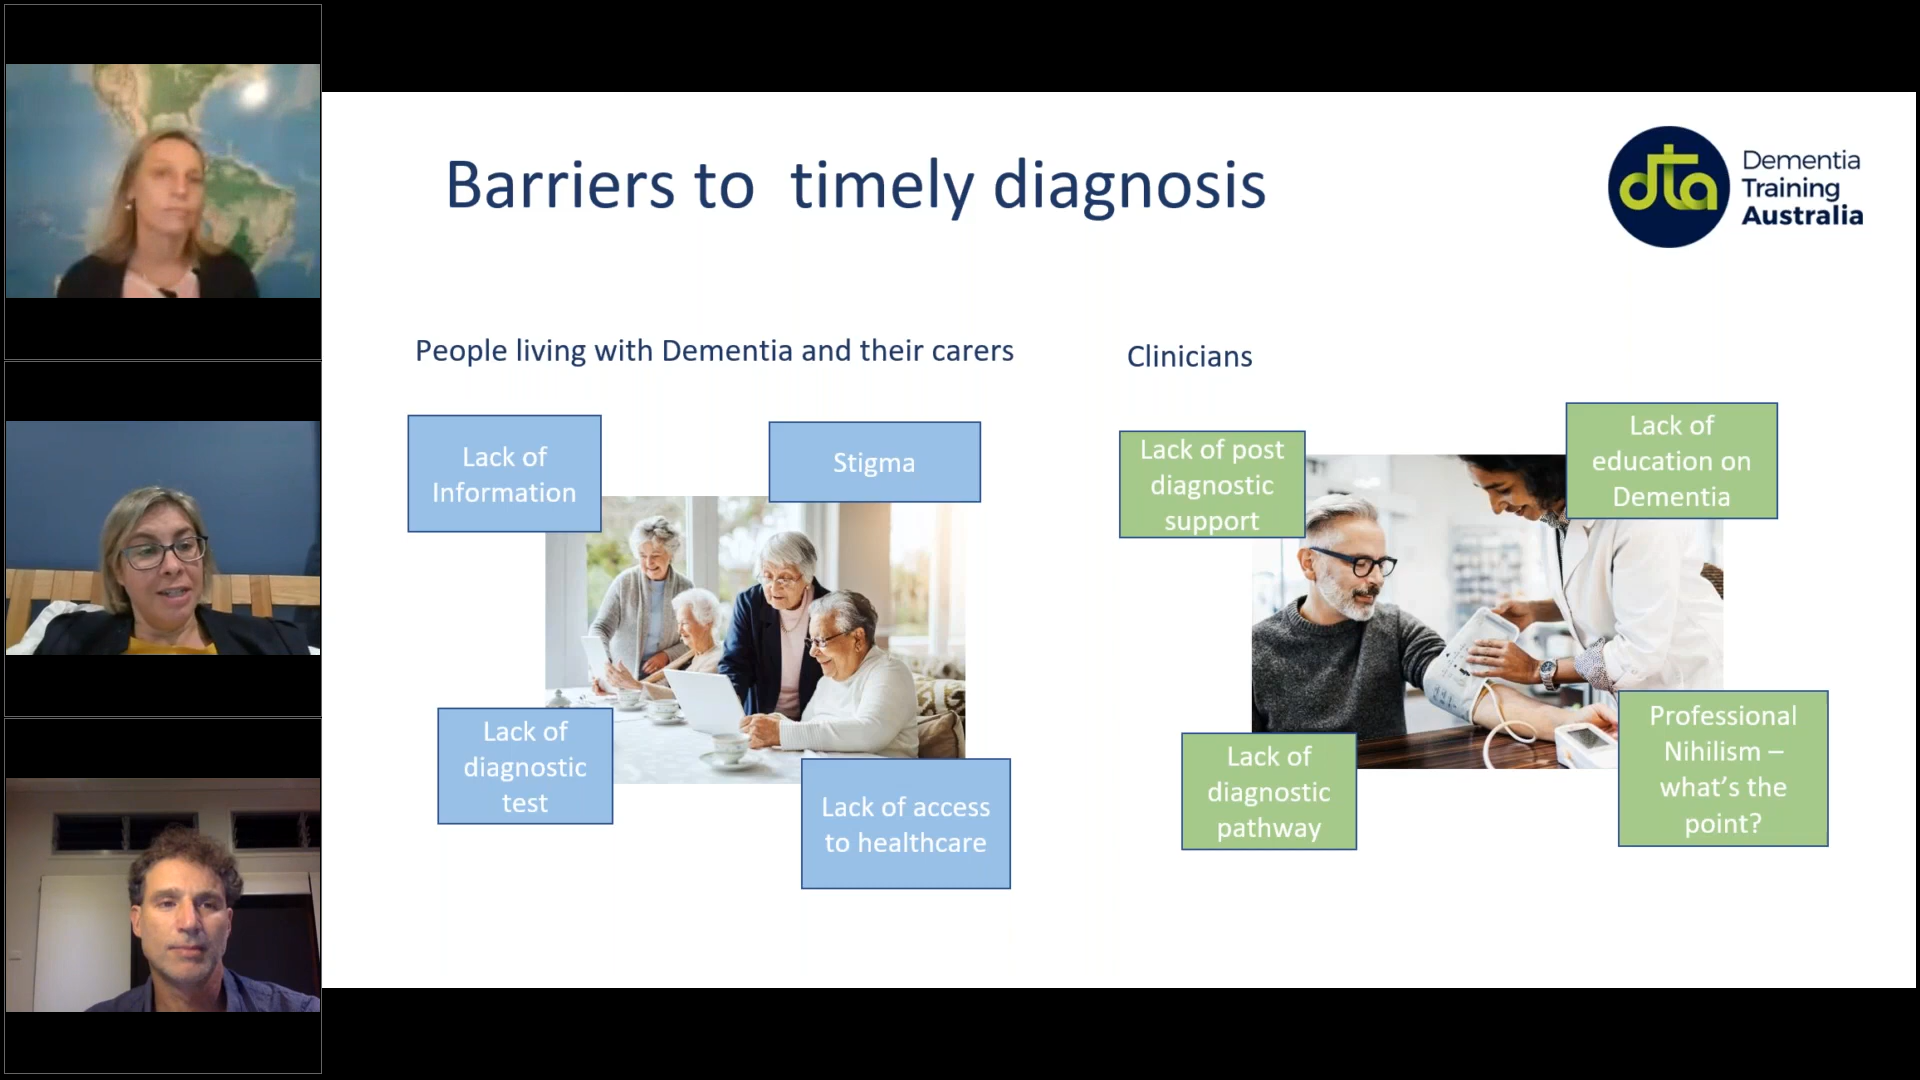 Barriers to  timely diagnosis
dta
Dementia
Training
Australia
People living with Dementia and their carers
Lack of
Information
Stigma
Lack of
diagnostic
test
Lack of access
to healthcare
Clinicians
Lack of post
diagnostic
support
Lack of
education on
Dementia
Lack of
diagnostic
pathway
Professional
Nihilism –
what's the
point?